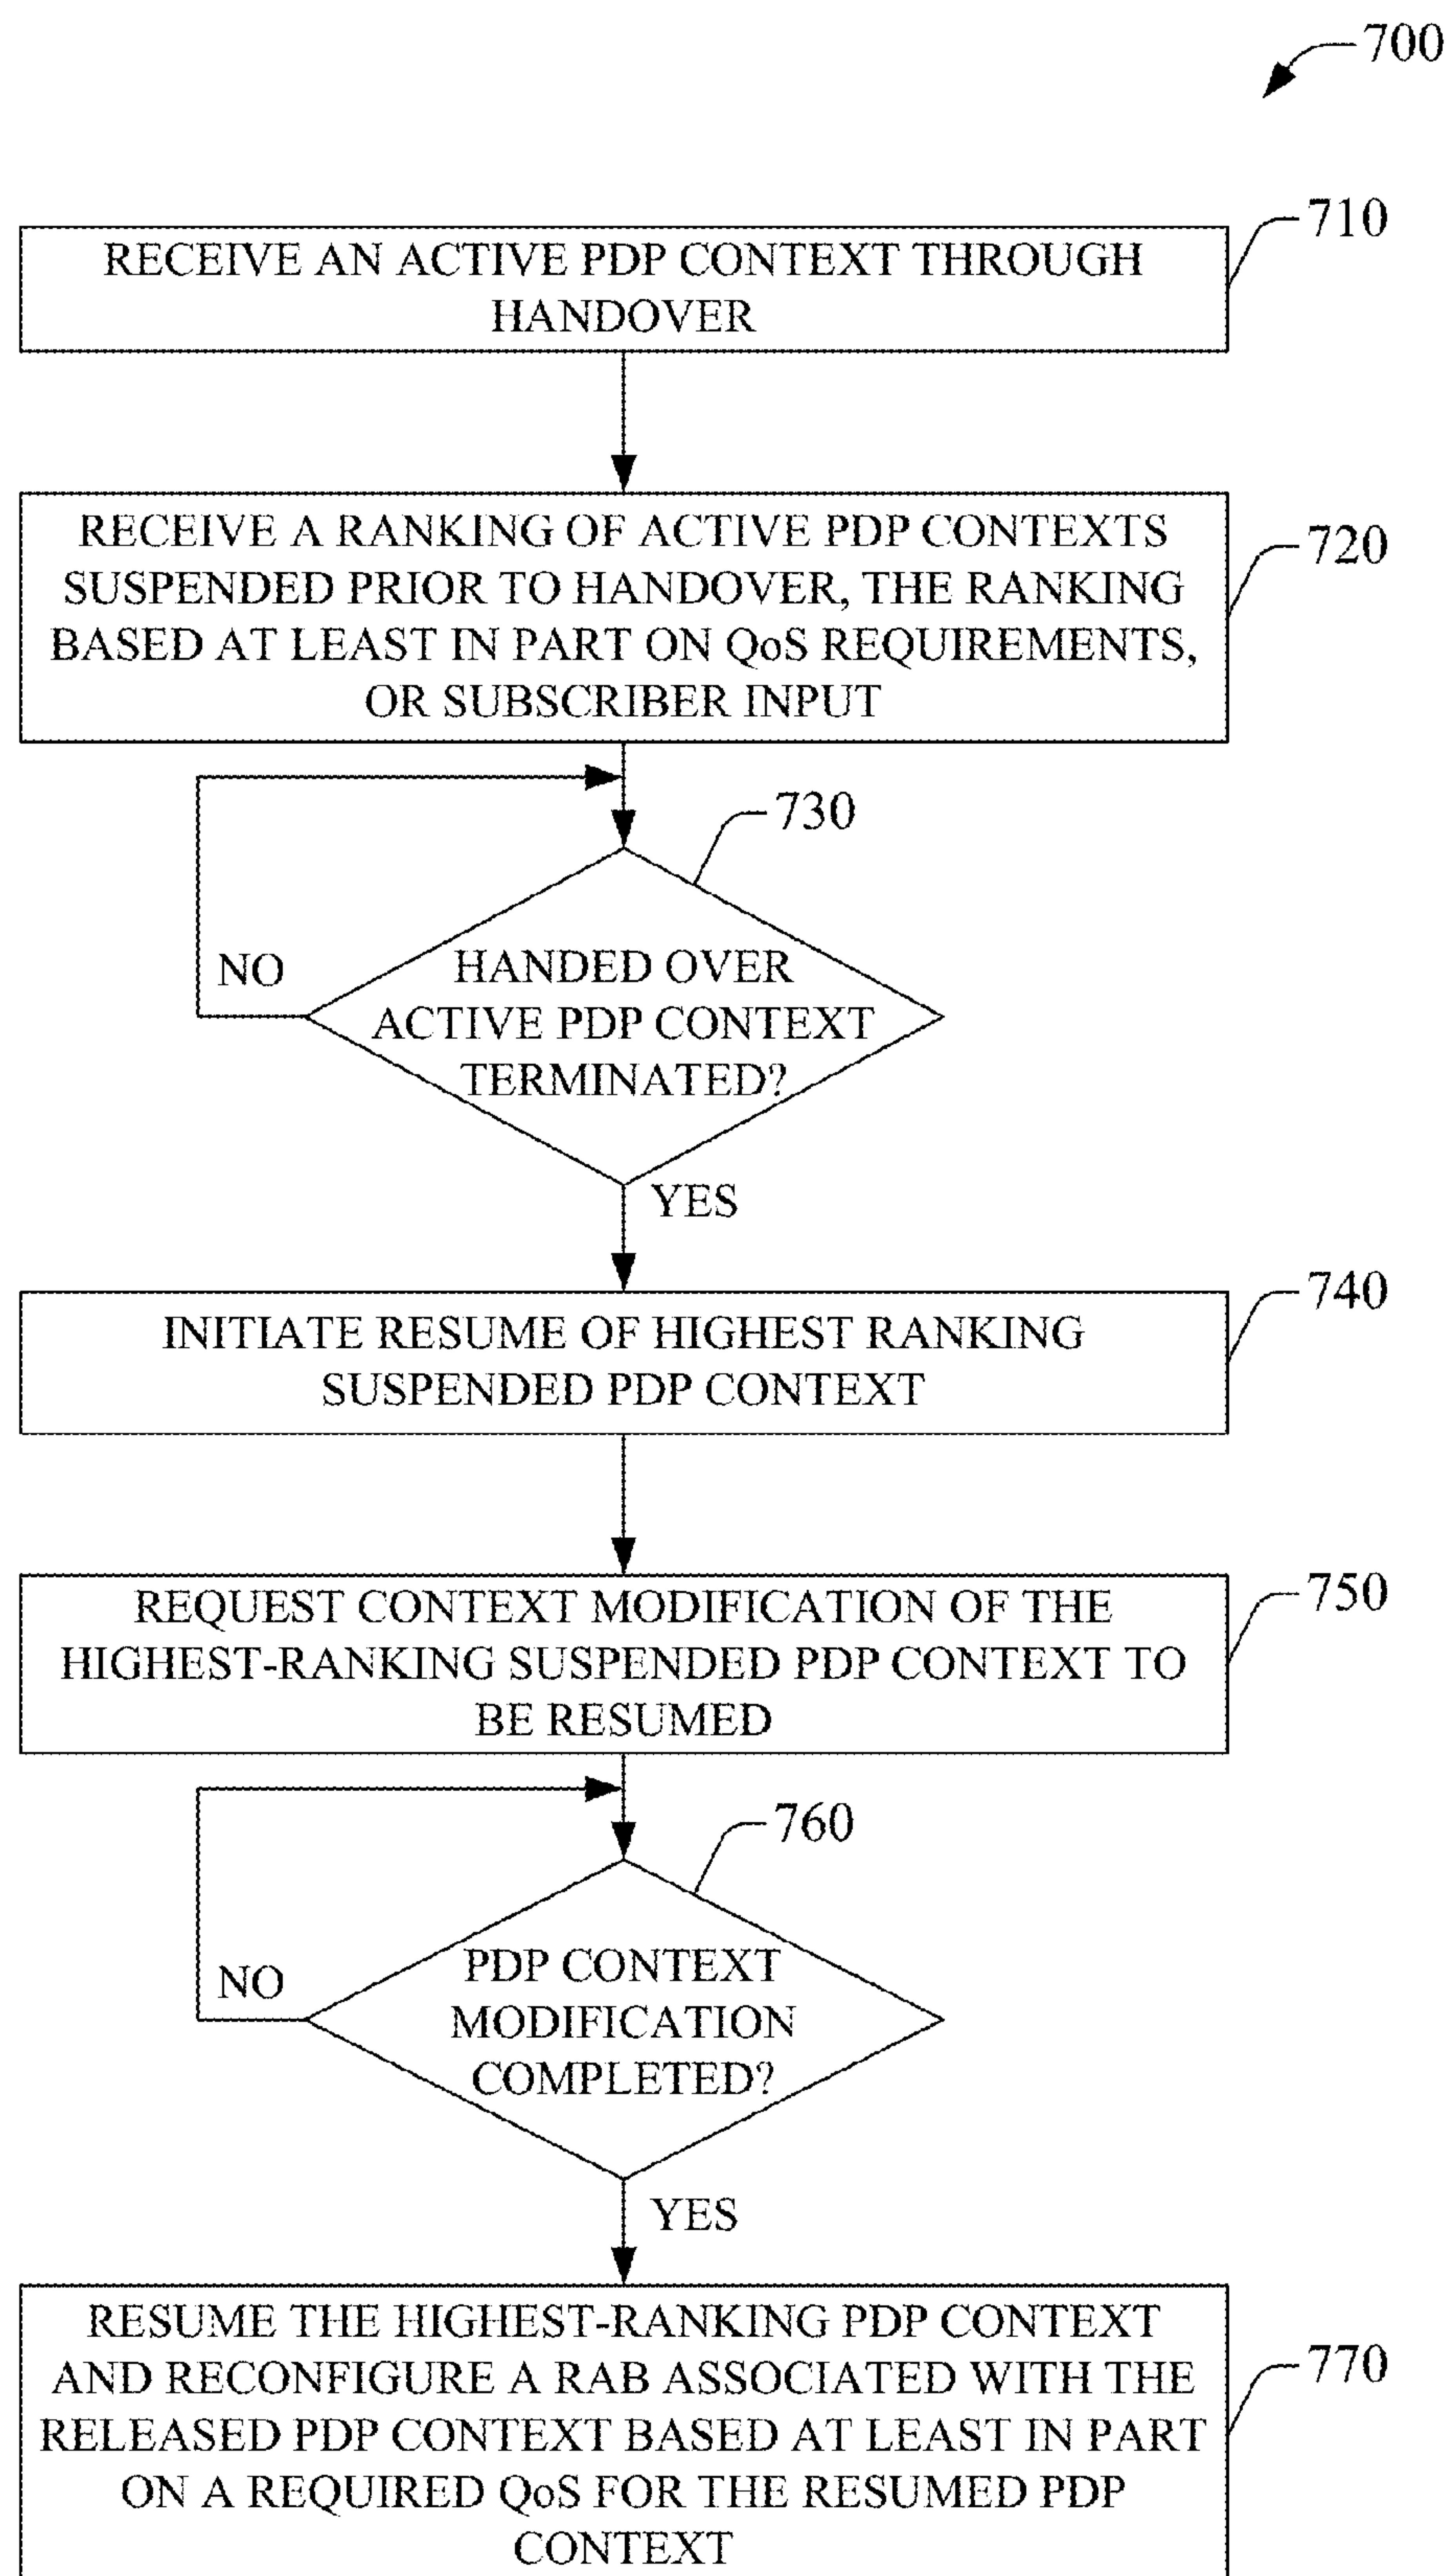 700
710
RECEIVE AN ACTIVE PDP CONTEXT THROUGH
HANDOVER
720
RECEIVE A RANKING OF ACTIVE PDP CONTEXTS
SUSPENDED PRIOR TO HANDOVER, THE RANKING
BASED AT LEAST IN PART ON QoS REQUIREMENTS,
OR SUBSCRIBER INPUT
730
NO
HANDED OVER
ACTIVE PDP CONTEXT
TERMINATED?
YES
740
INITIATE RESUME OF HIGHEST RANKING
SUSPENDED PDP CONTEXT
750
REQUEST CONTEXT MODIFICATION OF THE
HIGHEST-RANKING SUSPENDED PDP CONTEXT TO
BE RESUMED
760
NO
PDP CONTEXT
MODIFICATION
COMPLETED?
YES
770
RESUME THE HIGHEST-RANKING PDP CONTEXT
AND RECONFIGURE A RAB ASSOCIATED WITH THE
RELEASED PDP CONTEXT BASED AT LEAST IN PART
ON A REQUIRED QoS FOR THE RESUMED PDP
CONTEXT